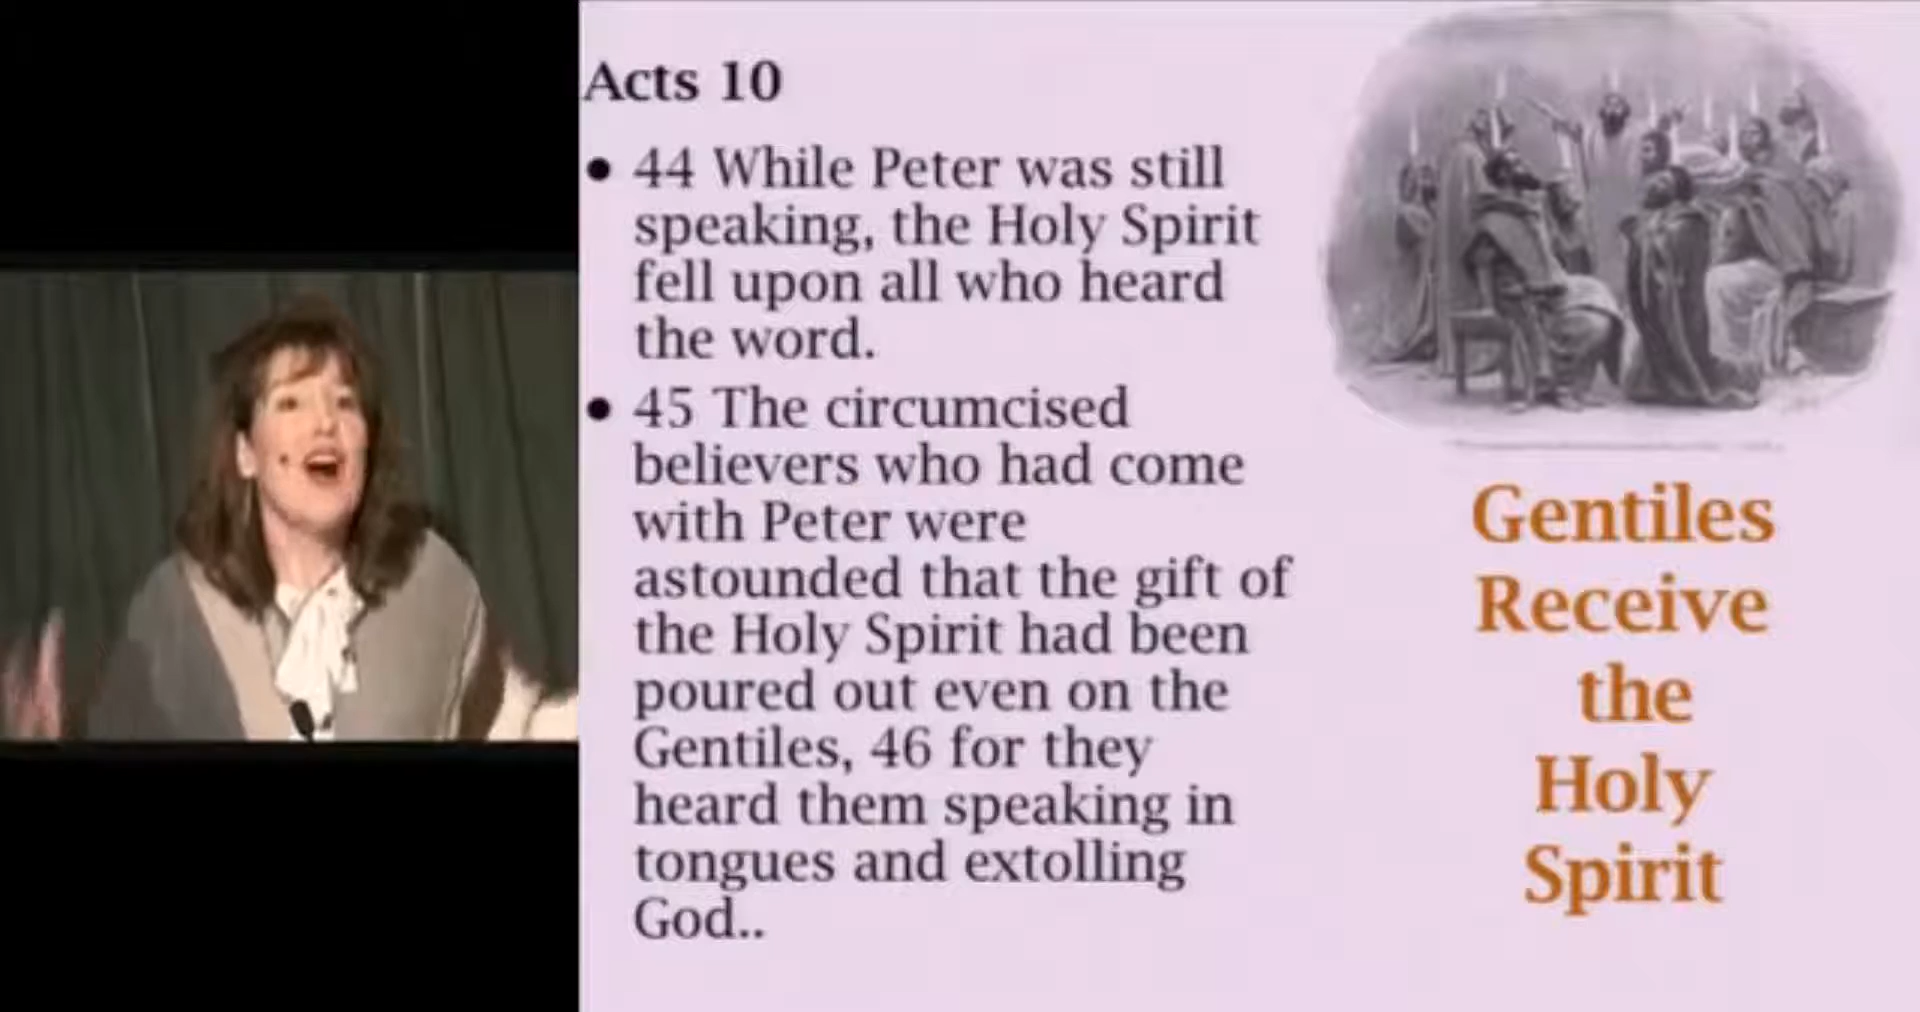 Acts 10
• 44 While Peter was still
speaking, the Holy Spirit
fell upon all who heard
the word.
• 45 The circumcised
believers who had come
with Peter were
astounded that the gift of
the Holy Spirit had been
poured out even on the
Gentiles, 46 for they
heard them speaking in
tongues and extolling
God..
Gentiles
Receive
the
Holy
Spirit